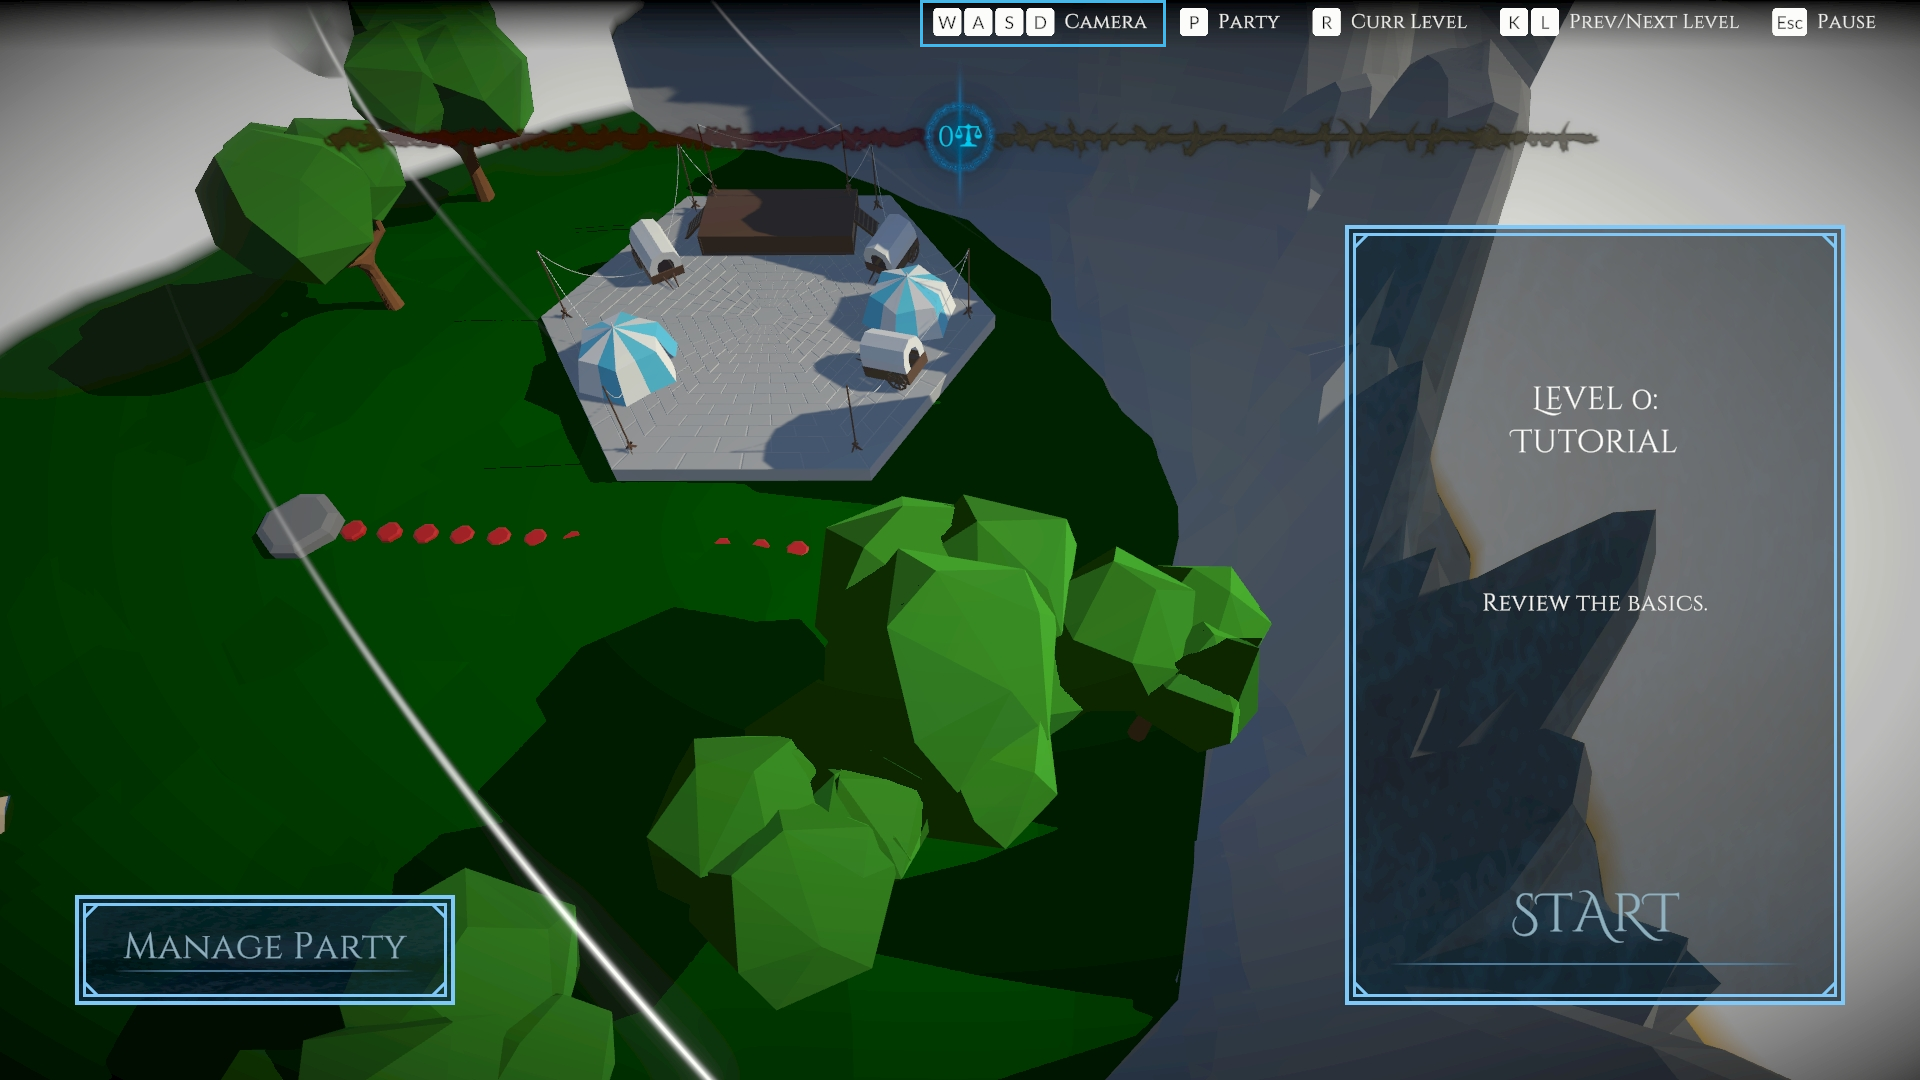 W A S D Camera P Party R Curr Level K L Prev/Next Level Esc Pause
0
Level 0:
Tutorial
Review the basics.
Start
Manage Party